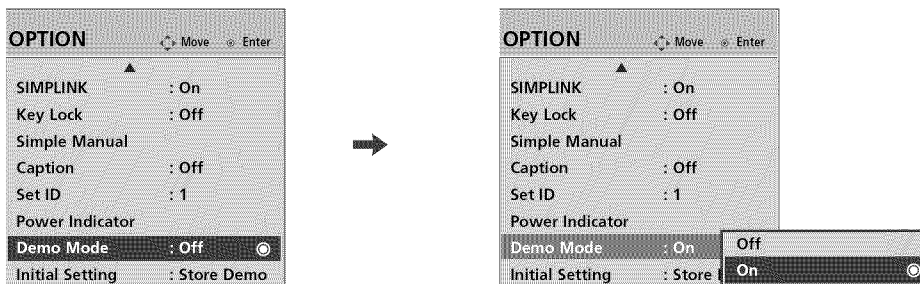 OPTION Move Enter
SIMPLINK : On
Key Lock : Off
Simple Manual
Caption : Off
Set ID : 1
Power Indicator
Demo Mode : Off
Initial Setting : Store Demo
OPTION Move Enter
SIMPLINK : On
Key Lock : Off
Simple Manual
Caption : Off
Set ID : 1
Power Indicator
Demo Mode : On
Initial Setting : Store
Off
On